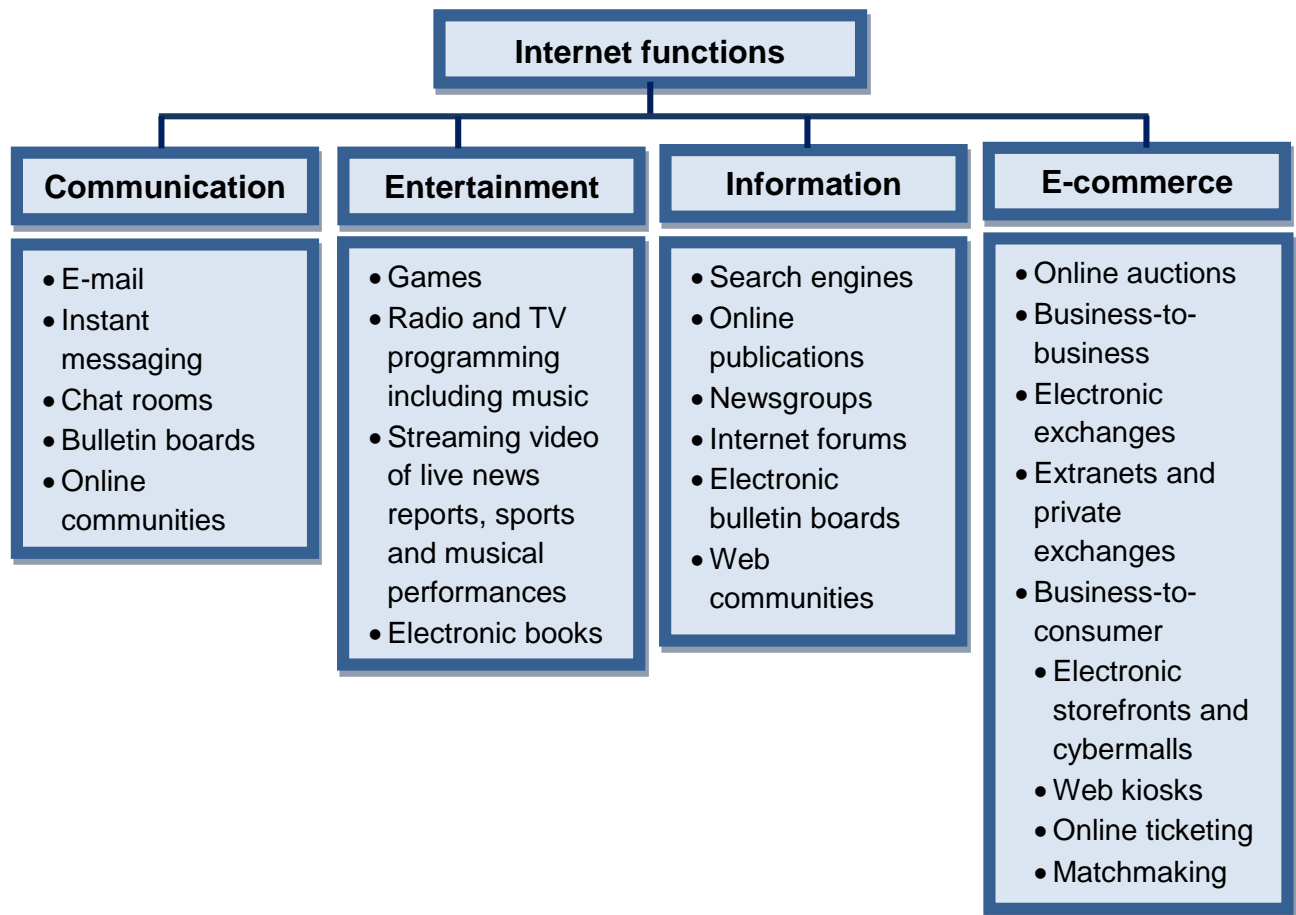 Internet functions
Communication
• E-mail
• Instant
messaging
• Chat rooms
• Bulletin boards
• Online
communities
Entertainment
• Games
• Radio and TV
programming
including music
• Streaming video
of live news
reports, sports
and musical
performances
• Electronic books
Information
• Search engines
• Online
publications
• Newsgroups
• Internet forums
• Electronic
bulletin boards
• Web
communities
E-commerce
• Online auctions
• Business-to-
business
• Electronic
exchanges
• Extranets and
private
exchanges
• Business-to-
consumer
• Electronic
storefronts and
cybermalls
• Web kiosks
• Online ticketing
• Matchmaking